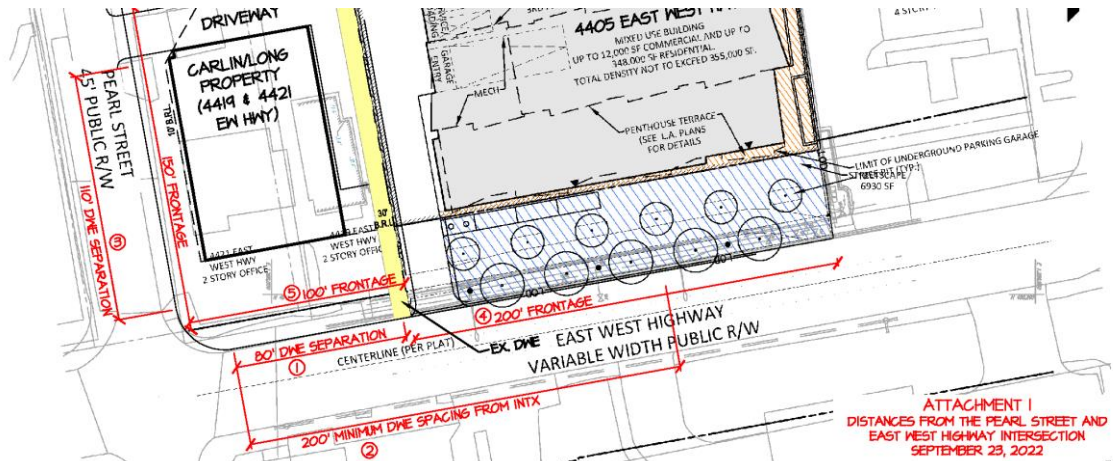 DRIVEWAY
CARLIN/LONG
PROPERTY
(4419 & 4421
EW HWY)
PEARL STREET
45' PUBLIC R/W
110' DWE SEPARATION
③
150' FRONTAGE
10' B.R.L.
GARAGE
ENTRY
MECH
4405 EAST WEST
MIXED USE BUILDING
UP TO 12,000 SF COMMERCIAL AND UP TO
348,000 SF RESIDENTIAL.
TOTAL DENSITY NOT TO EXCEED 355,000 SF.
4 STORY
PENTHOUSE TERRACE
(SEE L.A. PLANS
FOR DETAILS
LIMIT OF UNDERGROUND PARKING GARAGE
6930 SF
30'
B.R.L.
4421 EAST
WEST HWY
2 STORY OFFICE
WEST HWY
2 STORY OFFICE
⑤ 100' FRONTAGE
④ 200' FRONTAGE
80' DWE SEPARATION
①
CENTERLINE (PER PLAT)
EX. DWE
EAST WEST HIGHWAY
VARIABLE WIDTH PUBLIC R/W
200' MINIMUM DWE SPACING FROM INTX
②
ATTACHMENT 1
DISTANCES FROM THE PEARL STREET AND
EAST WEST HIGHWAY INTERSECTION
SEPTEMBER 23, 2022